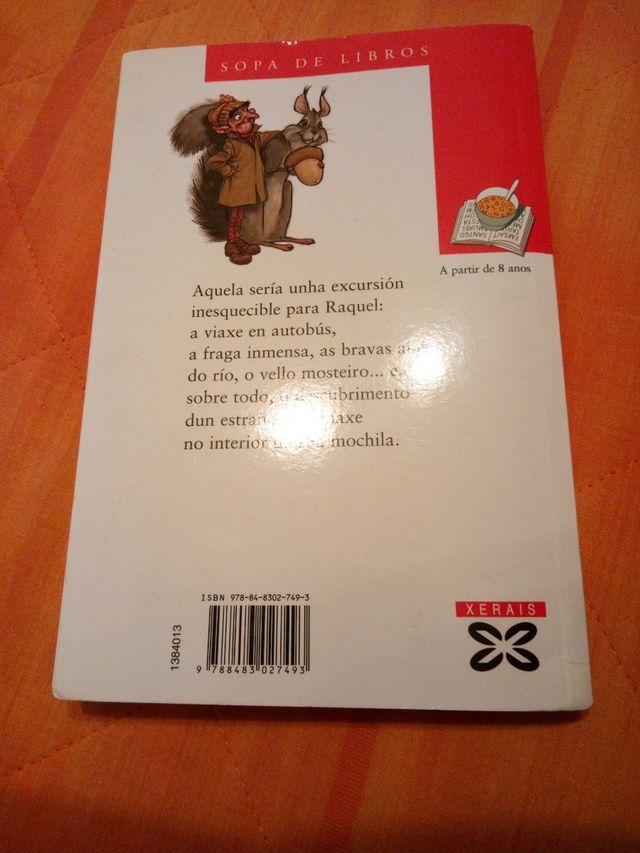 SOPA DE LIBROS
A partir de 8 anos
Aquela sería unha excursión
inesquecible para Raquel:
a viaxe en autobús,
a fraga inmensa, as bravas
do río, o vello mosteiro...
sobre todo, o descubrimento
dun
no interior mochila.
ISBN 978-84-8302-749-3
1384013
9 788483 027493
XERAIS